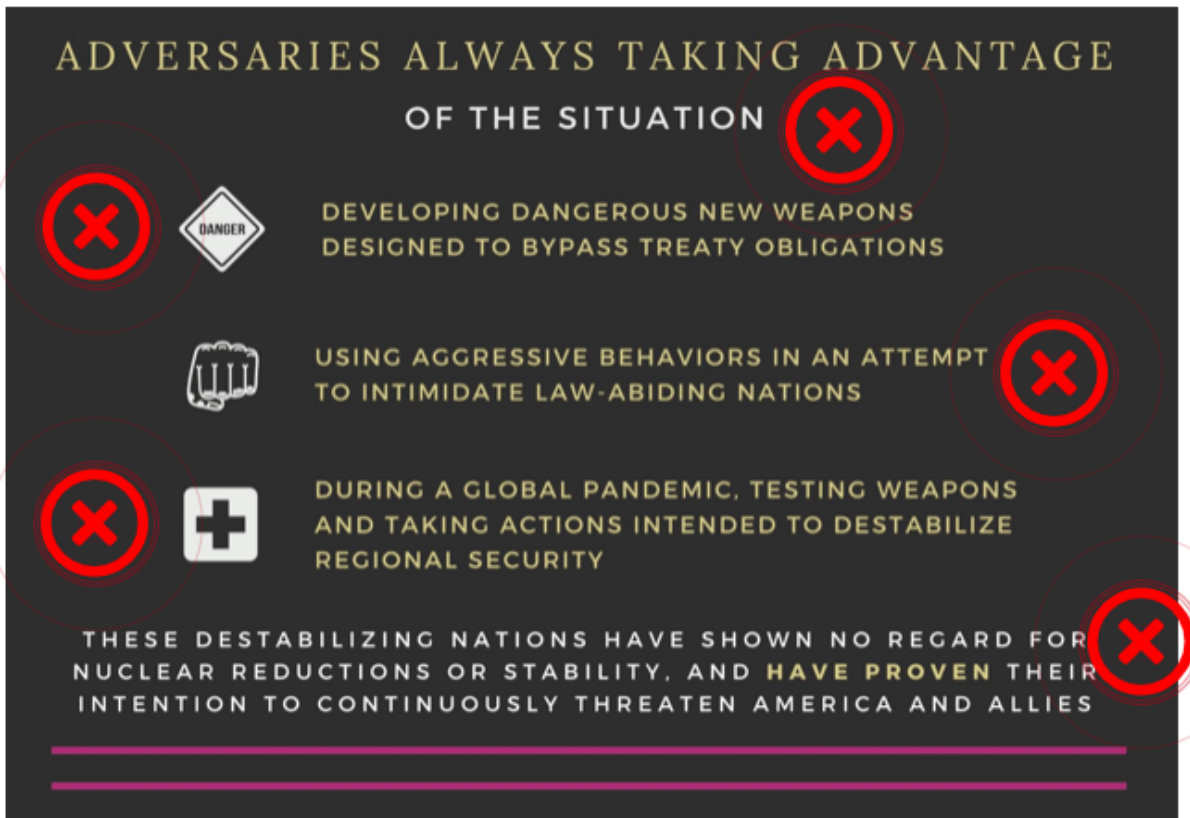 ADVERSARIES ALWAYS TAKING ADVANTAGE
OF THE SITUATION
DANGER
DEVELOPING DANGEROUS NEW WEAPONS
DESIGNED TO BYPASS TREATY OBLIGATIONS
USING AGGRESSIVE BEHAVIORS IN AN ATTEMPT
TO INTIMIDATE LAW-ABIDING NATIONS
DURING A GLOBAL PANDEMIC, TESTING WEAPONS
AND TAKING ACTIONS INTENDED TO DESTABILIZE
REGIONAL SECURITY
THESE DESTABILIZING NATIONS HAVE SHOWN NO REGARD FOR
NUCLEAR REDUCTIONS OR STABILITY, AND HAVE PROVEN THEIR
INTENTION TO CONTINUOUSLY THREATEN AMERICA AND ALLIES